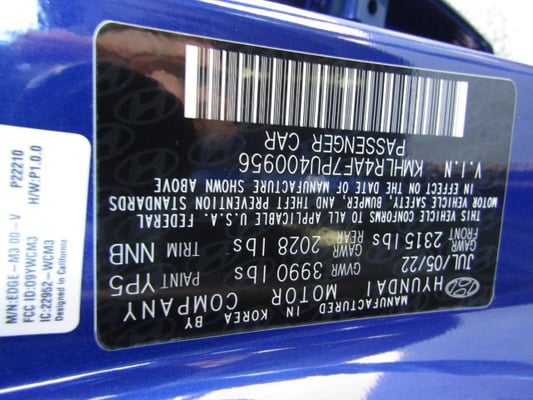 MANUFACTURED IN KOREA BY
HYUNDAI MOTOR COMPANY
JUL/05/22 GVWR 3990 lbs PAINT YP5
GAWR FRONT 2315 lbs GAWR REAR 2028 lbs TRIM NNB
THIS VEHICLE CONFORMS TO ALL APPLICABLE U.S.A. FEDERAL
MOTOR VEHICLE SAFETY, BUMPER, AND THEFT PREVENTION STANDARDS
IN EFFECT ON THE DATE OF MANUFACTURE SHOWN ABOVE
V.I.N KMHLR4AF7PU400956
PASSENGER CAR
M/N:EDGE-M3 00-V P22210
FCC ID:O9YWCM3 H/W:P1.0.0
IC:22952-WCM3
Designed in California